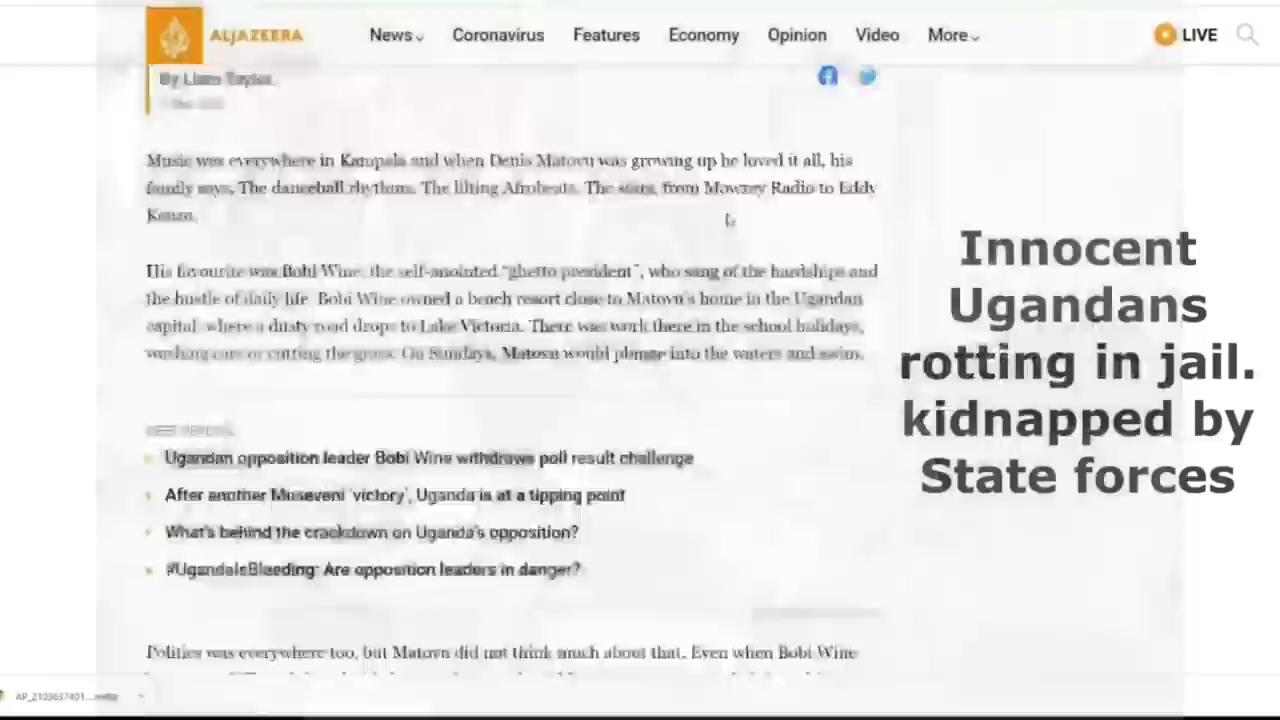 ALJAZEERA News Coronavirus Features Economy Opinion Video More LIVE
By
Music was everywhere in Kampala and when Denis Matovu was growing up he loved it all, his
family says. The dancehall rhythms. The lilting Afrobeats. The stars, from Mowzey Radio to Eddy
His favourite was Bobi Wine, the self-anointed “ghetto president”, who sang of the hardships and
the hustle of daily life. Bobi Wine owned a beach resort close to Matovu’s home in the Ugandan
capital, where a dusty road drops to Lake Victoria. There was work there in the school holidays,
washing cars or cutting the grass. On Sundays, Matovu would plunge into the waters and swim.
Ugandan opposition leader Bobi Wine withdraws poll result challenge
After another Museveni ‘victory’, Uganda is at a tipping point
What’s behind the crackdown on Uganda’s opposition?
#UgandaIsBleeding: Are opposition leaders in danger?
Politics was everywhere too, but Matovu did not think much about that. Even when Bobi Wine
Innocent
Ugandans
rotting in jail.
kidnapped by
State forces